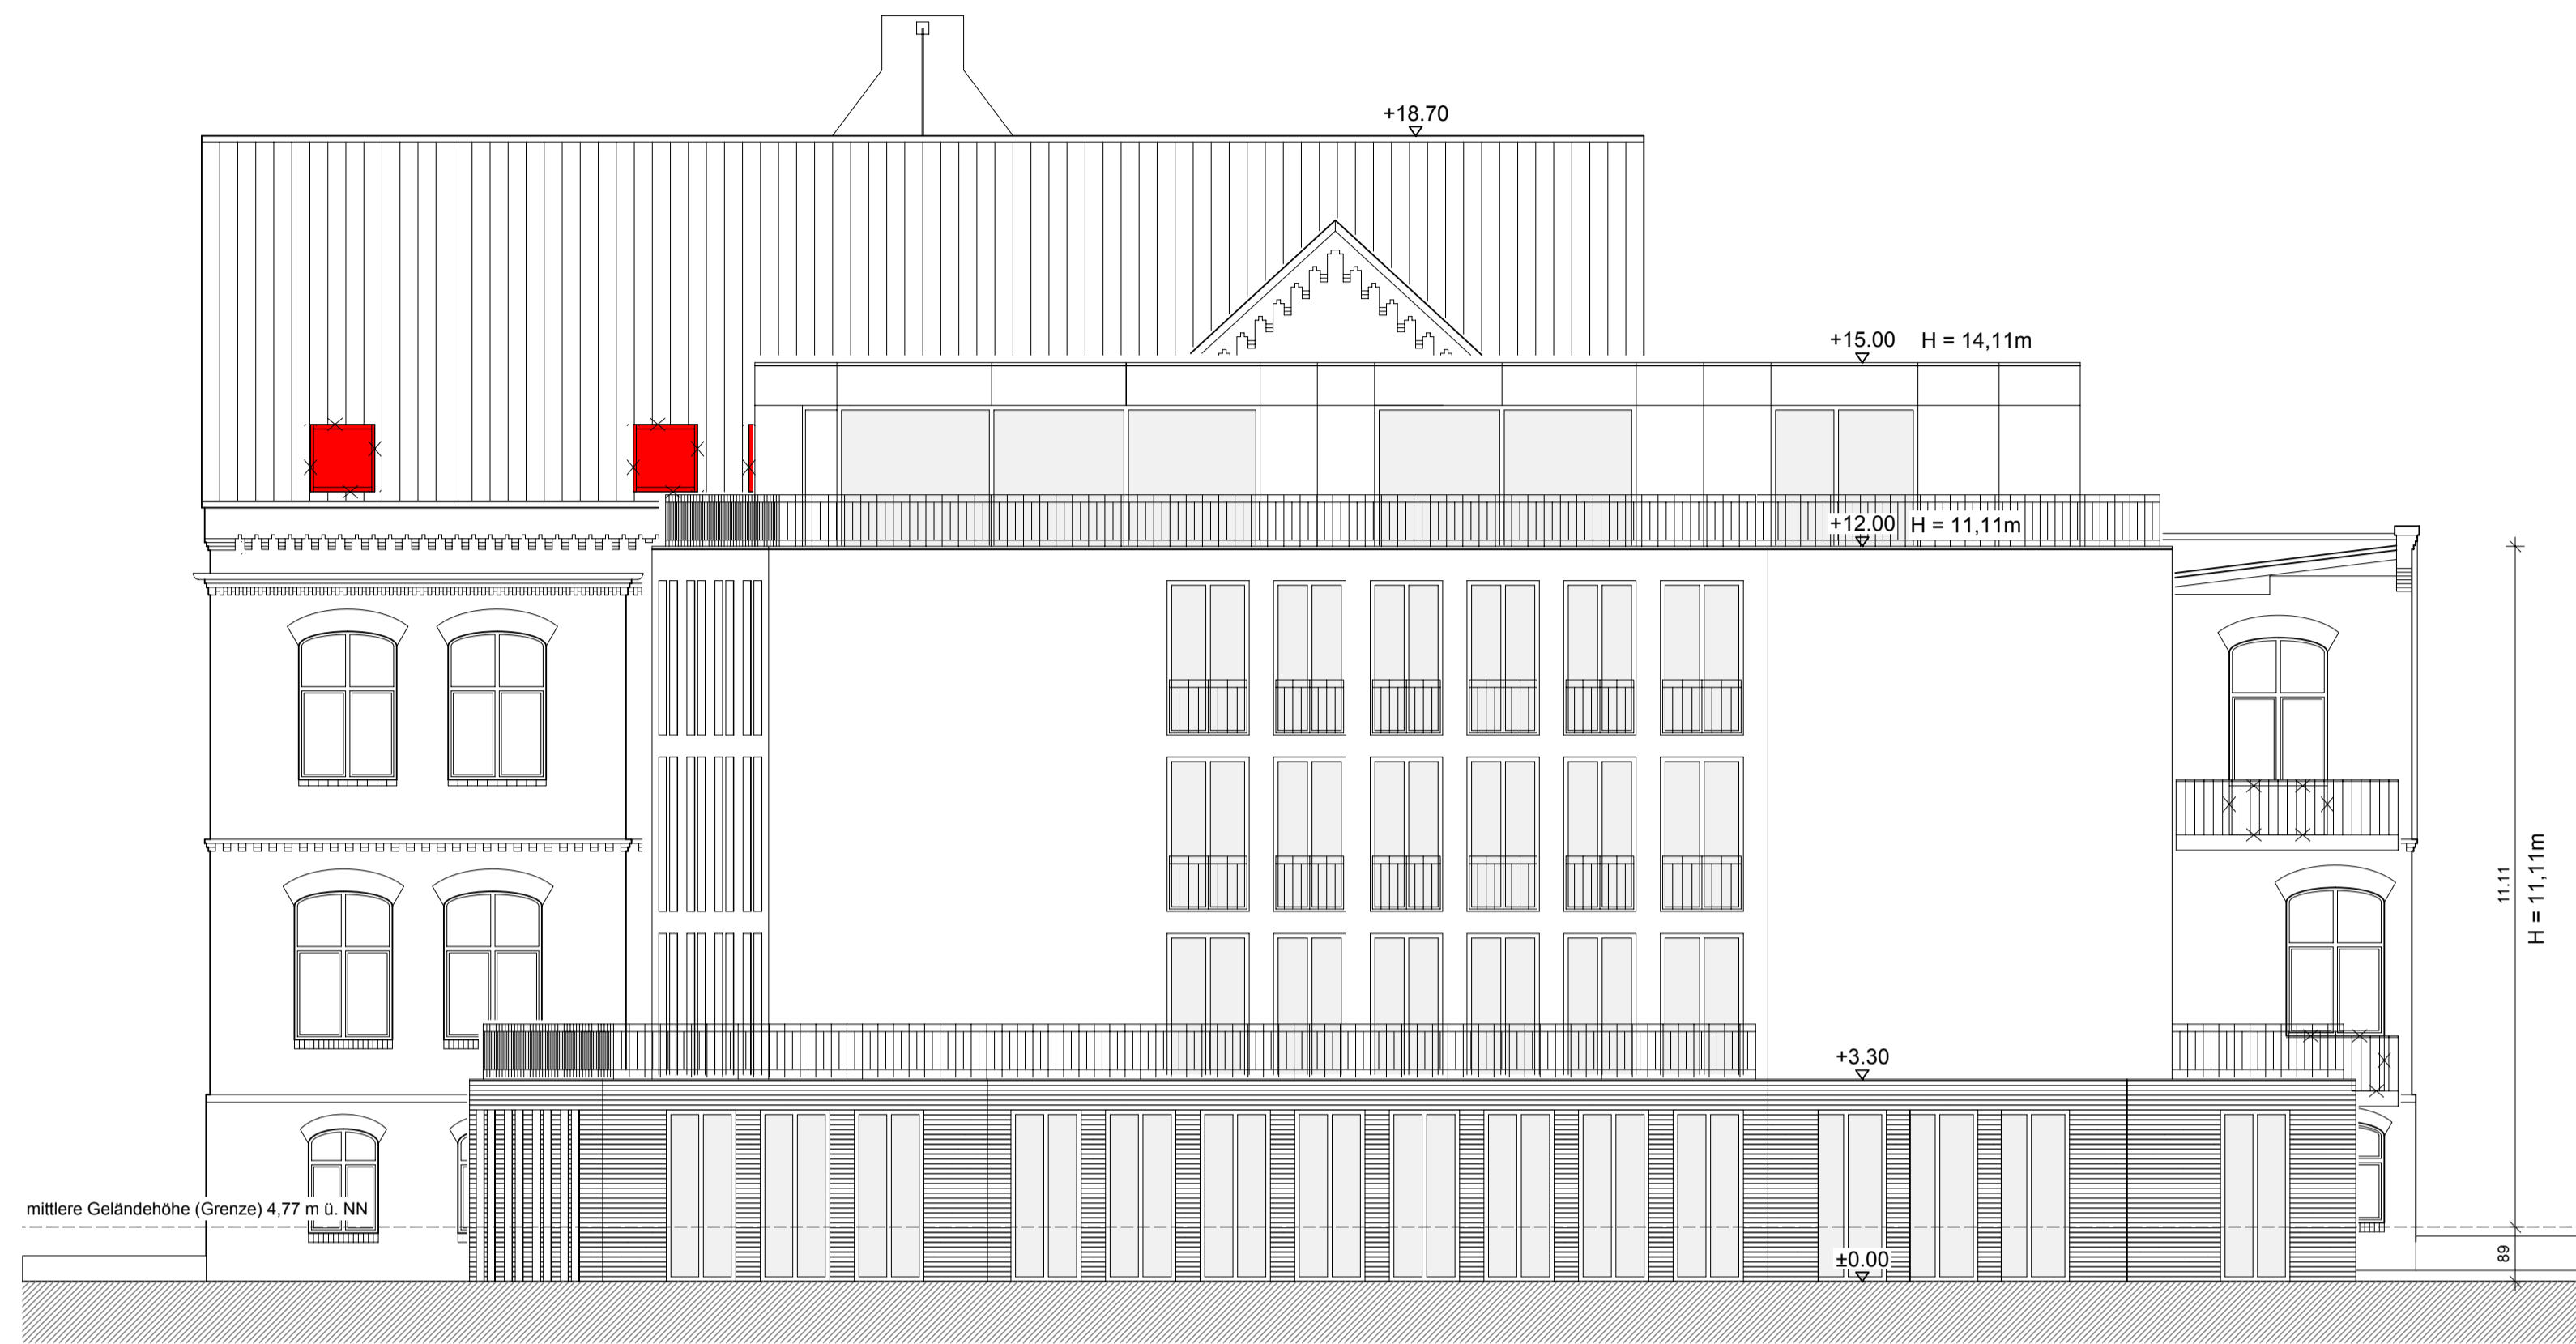 +18.70
+15.00 H = 14,11m
+12.00 H = 11,11m
11.11
H = 11,11m
+3.30
mittlere Geländehöhe (Grenze) 4,77 m ü. NN
±0.00
89